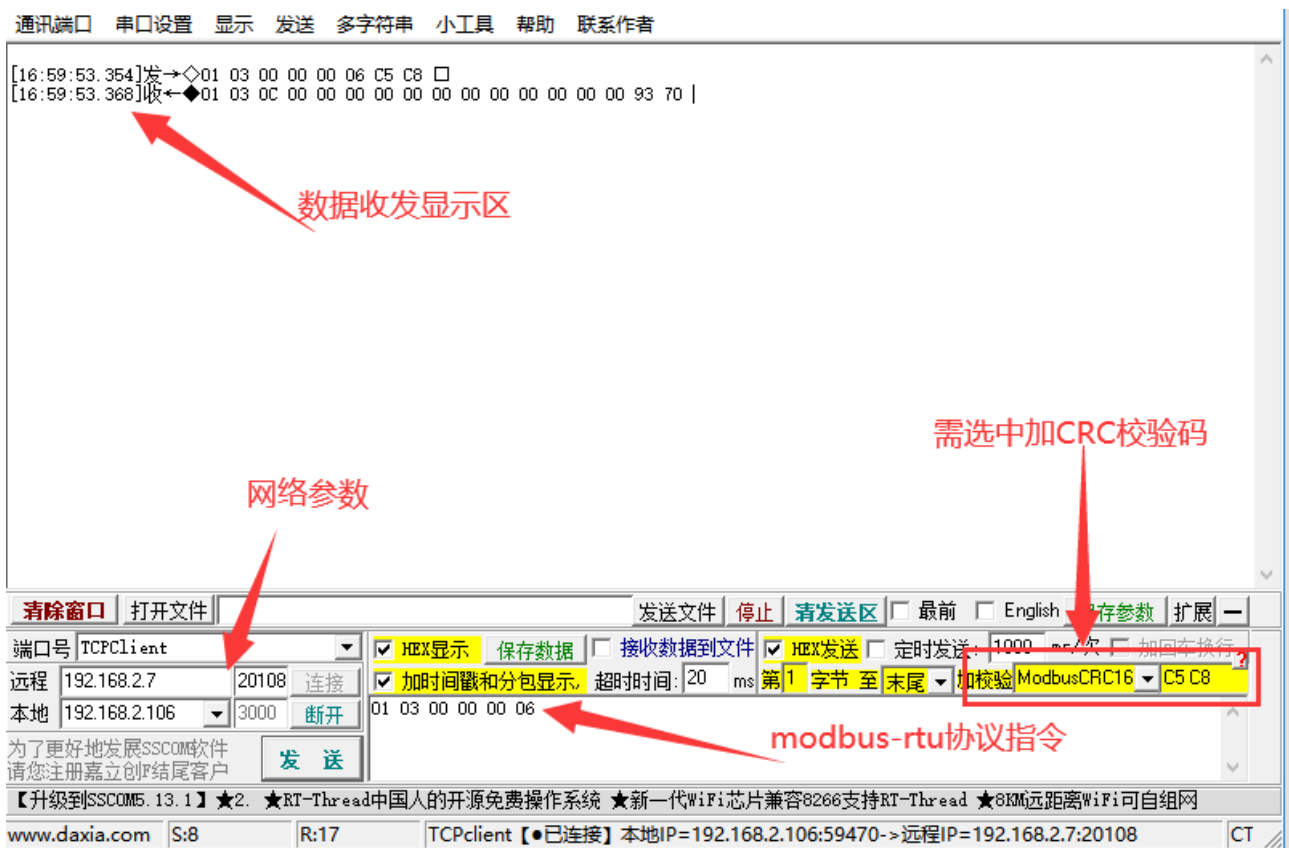 通讯端口 串口设置 显示 发送 多字符串 小工具 帮助 联系作者
[16:59:53.354]发→◇01 03 00 00 00 06 C5 C8 □
[16:59:53.368]收←◆01 03 0C 00 00 00 00 00 00 00 00 00 00 00 00 93 70
数据收发显示区
需选中加CRC校验码
网络参数
清除窗口 打开文件 发送文件 停止 清发送区 最前 English 存参数 扩展 —
端口号 TCPClient HEX显示 保存数据 接收数据到文件 HEX发送 定时发送: 1000 ms/次 加回车换行
远程 192.168.2.7 20108 连接 加时间戳和分包显示, 超时时间: 20 ms 第 1 字节 至 末尾 加校验 ModbusCRC16 C5 C8 ?
本地 192.168.2.106 3000 断开 01 03 00 00 00 06
modbus-rtu协议指令
为了更好地发展SSCOM软件
请您注册嘉立创F结尾客户
发 送
【升级到SSCOM5.13.1】★2. ★RT-Thread中国人的开源免费操作系统 ★新一代WiFi芯片兼容8266支持RT-Thread ★8KM远距离WiFi可自组网
www.daxia.com S:8 R:17 TCPclient【●已连接】本地IP=192.168.2.106:59470->远程IP=192.168.2.7:20108 CT